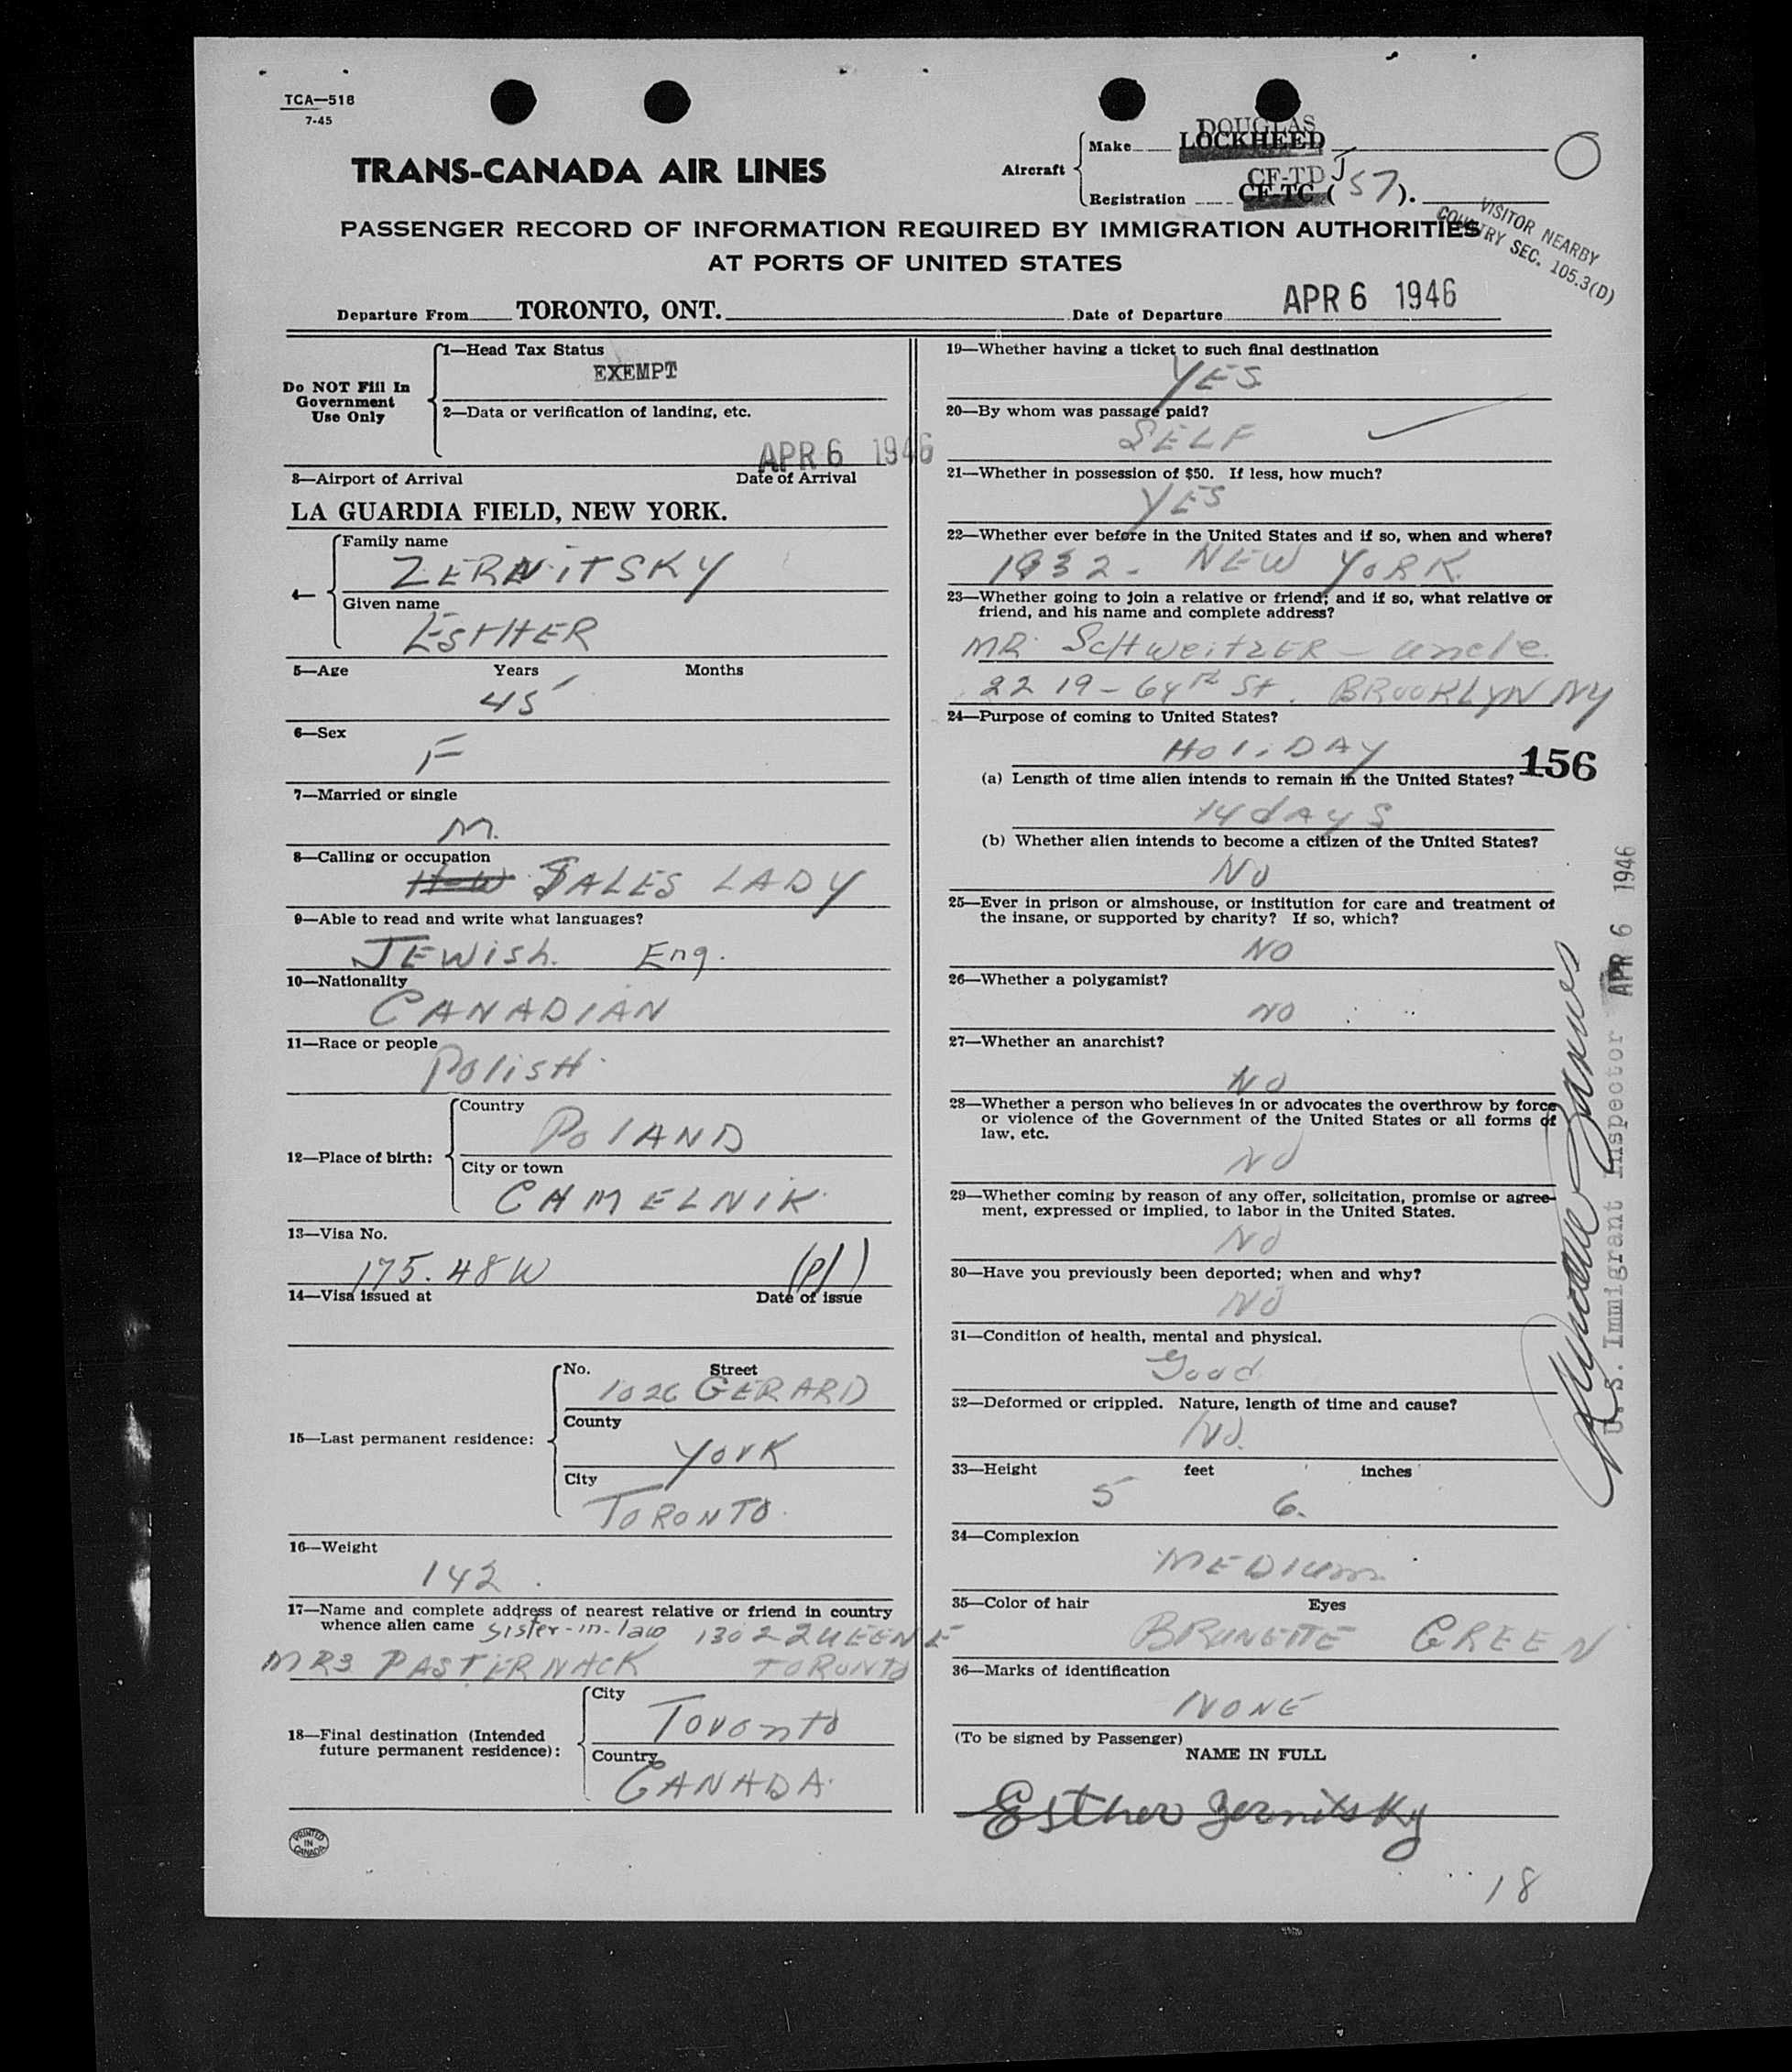 TCA—518
7-45
TRANS-CANADA AIR LINES
Aircraft
Make
DOUGLAS
LOCKHEED
Registration
CF-TD J
CF-TC ( 57 ).
VISITOR NEARBY
COUNTRY SEC. 105.3(D)
PASSENGER RECORD OF INFORMATION REQUIRED BY IMMIGRATION AUTHORITIES
AT PORTS OF UNITED STATES
Departure From TORONTO, ONT. Date of Departure APR 6 1946
Do NOT Fill In
Government
Use Only
1—Head Tax Status
EXEMPT
2—Data or verification of landing, etc.
APR 6 1946
3—Airport of Arrival Date of Arrival
LA GUARDIA FIELD, NEW YORK.
4—
Family name
ZERNITSKY
Given name
ESTHER
5—Age Years Months
45
6—Sex
F
7—Married or single
M.
8—Calling or occupation
H-W SALES LADY
9—Able to read and write what languages?
JEWish. Eng.
10—Nationality
CANADIAN
11—Race or people
POLISH
12—Place of birth:
Country
POLAND
City or town
CHMELNIK
13—Visa No.
175.48W (P/)
14—Visa issued at Date of issue
15—Last permanent residence:
No. Street
1026 GERARD
County
YORK
City
TORONTO.
16—Weight
142.
17—Name and complete address of nearest relative or friend in country
whence alien came Sister-in-law 1302 QUEEN E
MRS PASTERNACK TORONTO
18—Final destination (Intended
future permanent residence):
City
Toronto
Country
CANADA.
19—Whether having a ticket to such final destination
YES
20—By whom was passage paid?
SELF
21—Whether in possession of $50. If less, how much?
YES
22—Whether ever before in the United States and if so, when and where?
1932 - NEW YORK.
23—Whether going to join a relative or friend; and if so, what relative or
friend, and his name and complete address?
MR. SCHWEITZER — uncle.
2219 - 64th St. BROOKLYN NY
24—Purpose of coming to United States?
HOLIDAY
156
(a) Length of time alien intends to remain in the United States?
14 dAYS
(b) Whether alien intends to become a citizen of the United States?
NO
25—Ever in prison or almshouse, or institution for care and treatment of
the insane, or supported by charity? If so, which?
NO
26—Whether a polygamist?
NO
27—Whether an anarchist?
NO
28—Whether a person who believes in or advocates the overthrow by force
or violence of the Government of the United States or all forms of
law, etc.
NO
29—Whether coming by reason of any offer, solicitation, promise or agree-
ment, expressed or implied, to labor in the United States.
NO
30—Have you previously been deported; when and why?
NO
31—Condition of health, mental and physical.
Good
32—Deformed or crippled. Nature, length of time and cause?
NO.
33—Height feet inches
5 6.
34—Complexion
MEDIUM
35—Color of hair Eyes
BRUNETTE GREEN
36—Marks of identification
NONE
(To be signed by Passenger)
NAME IN FULL
Esther Zernitsky
18
U.S. Immigrant Inspector APR 6 1946
PRINTED
IN
CANADA